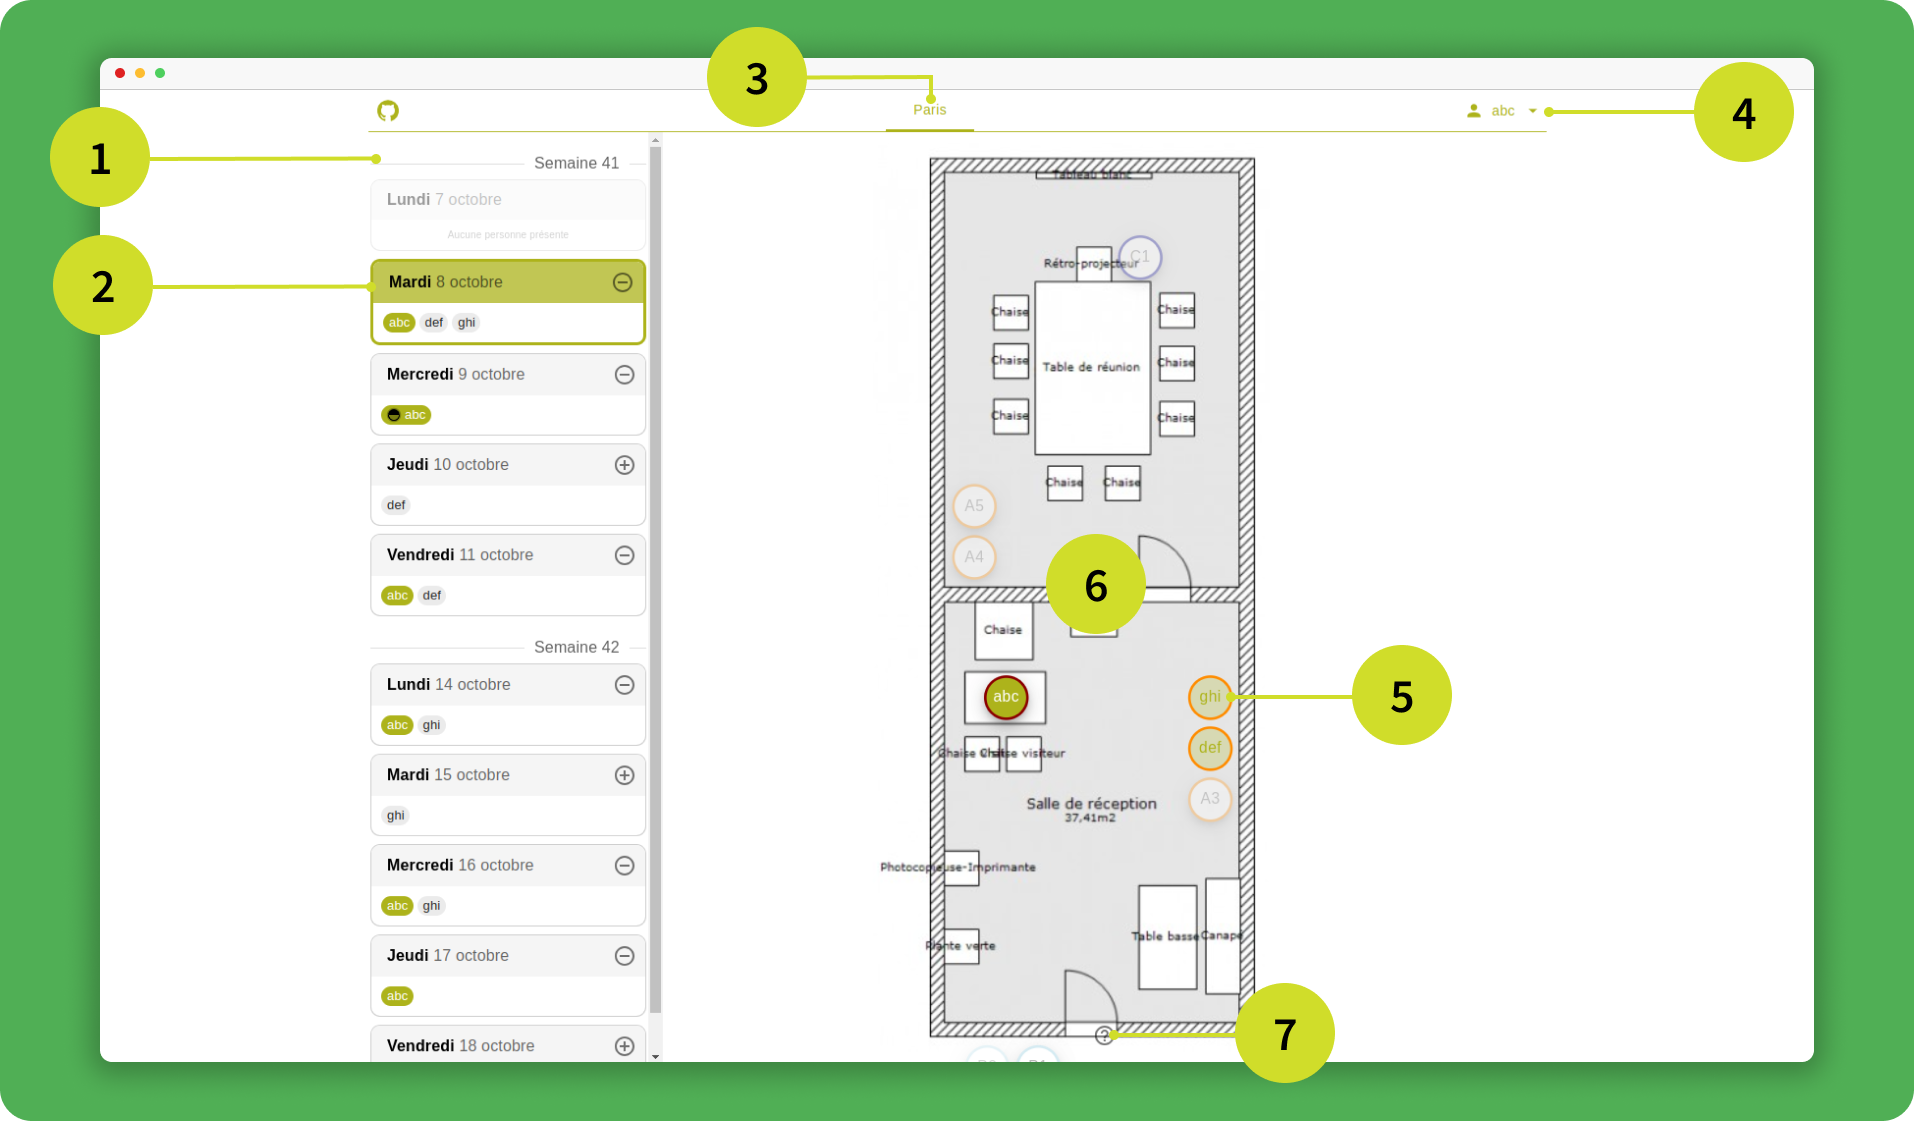 3
Paris
abc
4
1
Semaine 41
Lundi 7 octobre
Aucune personne présente
2
Mardi 8 octobre
abc def ghi
Mercredi 9 octobre
abc
Jeudi 10 octobre
def
Vendredi 11 octobre
abc def
Semaine 42
Lundi 14 octobre
abc ghi
Mardi 15 octobre
ghi
Mercredi 16 octobre
abc ghi
Jeudi 17 octobre
abc
Vendredi 18 octobre
Tableau blanc
C1
Rétro-projecteur
Chaise
Chaise
Chaise
Table de réunion
Chaise
Chaise
Chaise
Chaise
Chaise
A5
A4
6
Chaise
abc
ghi
5
def
Chaise visiteur
A3
Salle de réception
37,41m2
Photocopieuse-Imprimante
Plante verte
Table basse
Canape
?
7